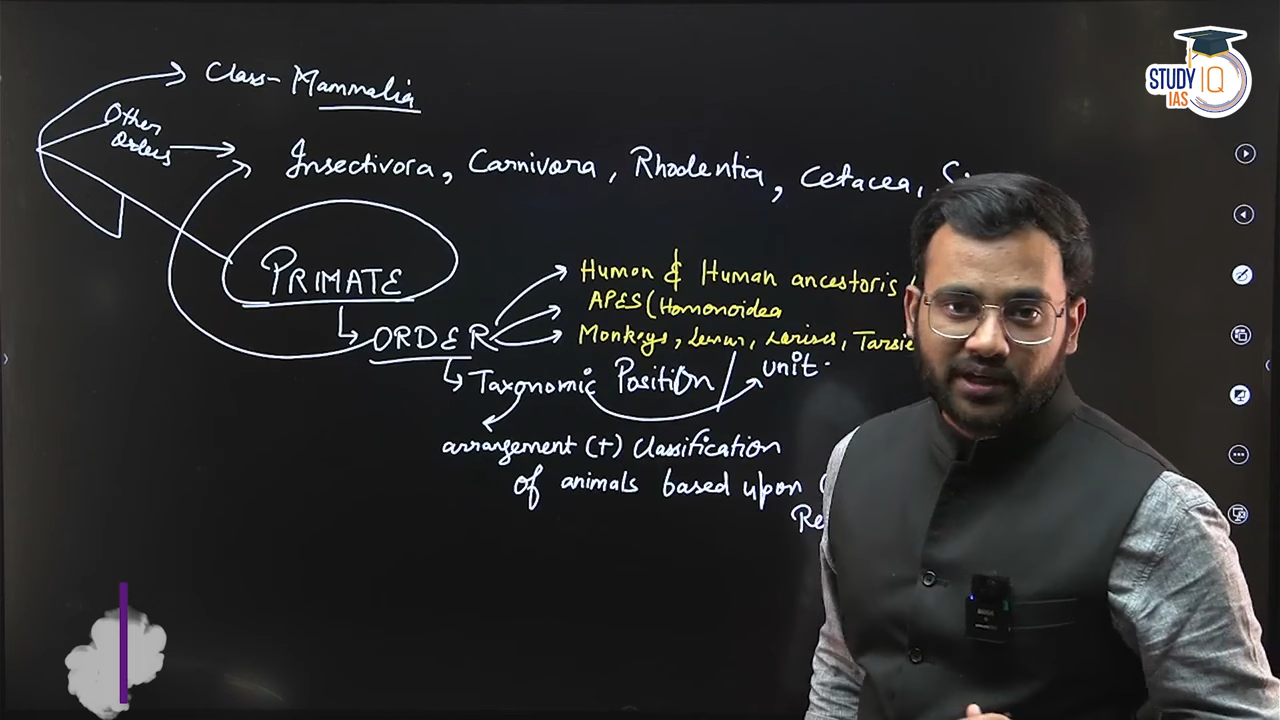 STUDY IQ
IAS
Class- Mammalia
Other
Orders
Insectivora, Carnivora, Rhodentia, Cetacea,
PRIMATE
ORDER
Human & Human ancestoris
APES (Homonoidea
Monkeys, Lemur, Lorises, Tarsie
Taxonomic Position / unit.
arrangement (+) Classification
of animals based upon
Re